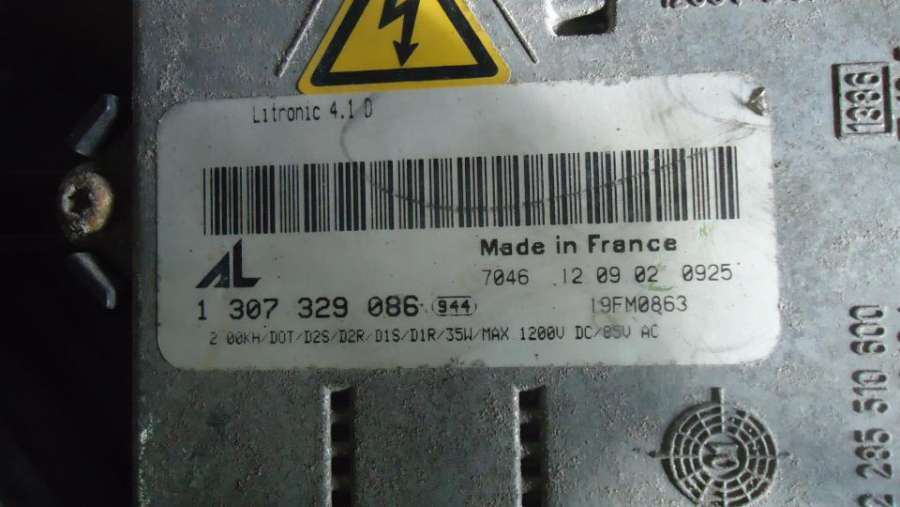 Litronic 4.1 D
1386
AL
Made in France
7046 12 09 02 0925
1 307 329 086 944 19FM0863
2 00KH/DOT/D2S/D2R/D1S/D1R/35W/MAX 1200V DC/85V AC
2 285 510 600